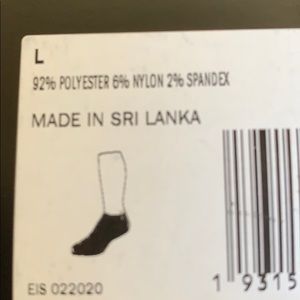 L
92% POLYESTER 6% NYLON 2% SPANDEX
MADE IN SRI LANKA
EIS 022020
1 9315